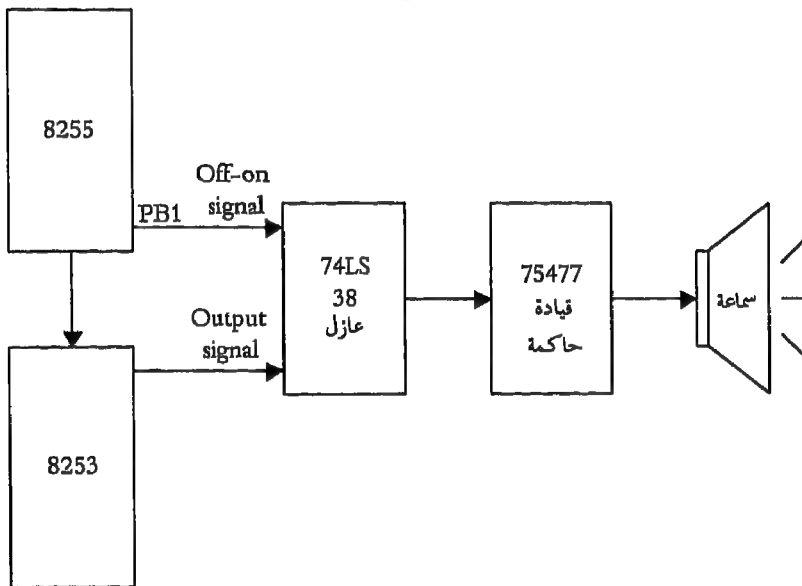 8255
Off-on
signal
PB1
74LS
38
عازل
75477
قيادة
حاكمة
سماعة
Output
signal
8253